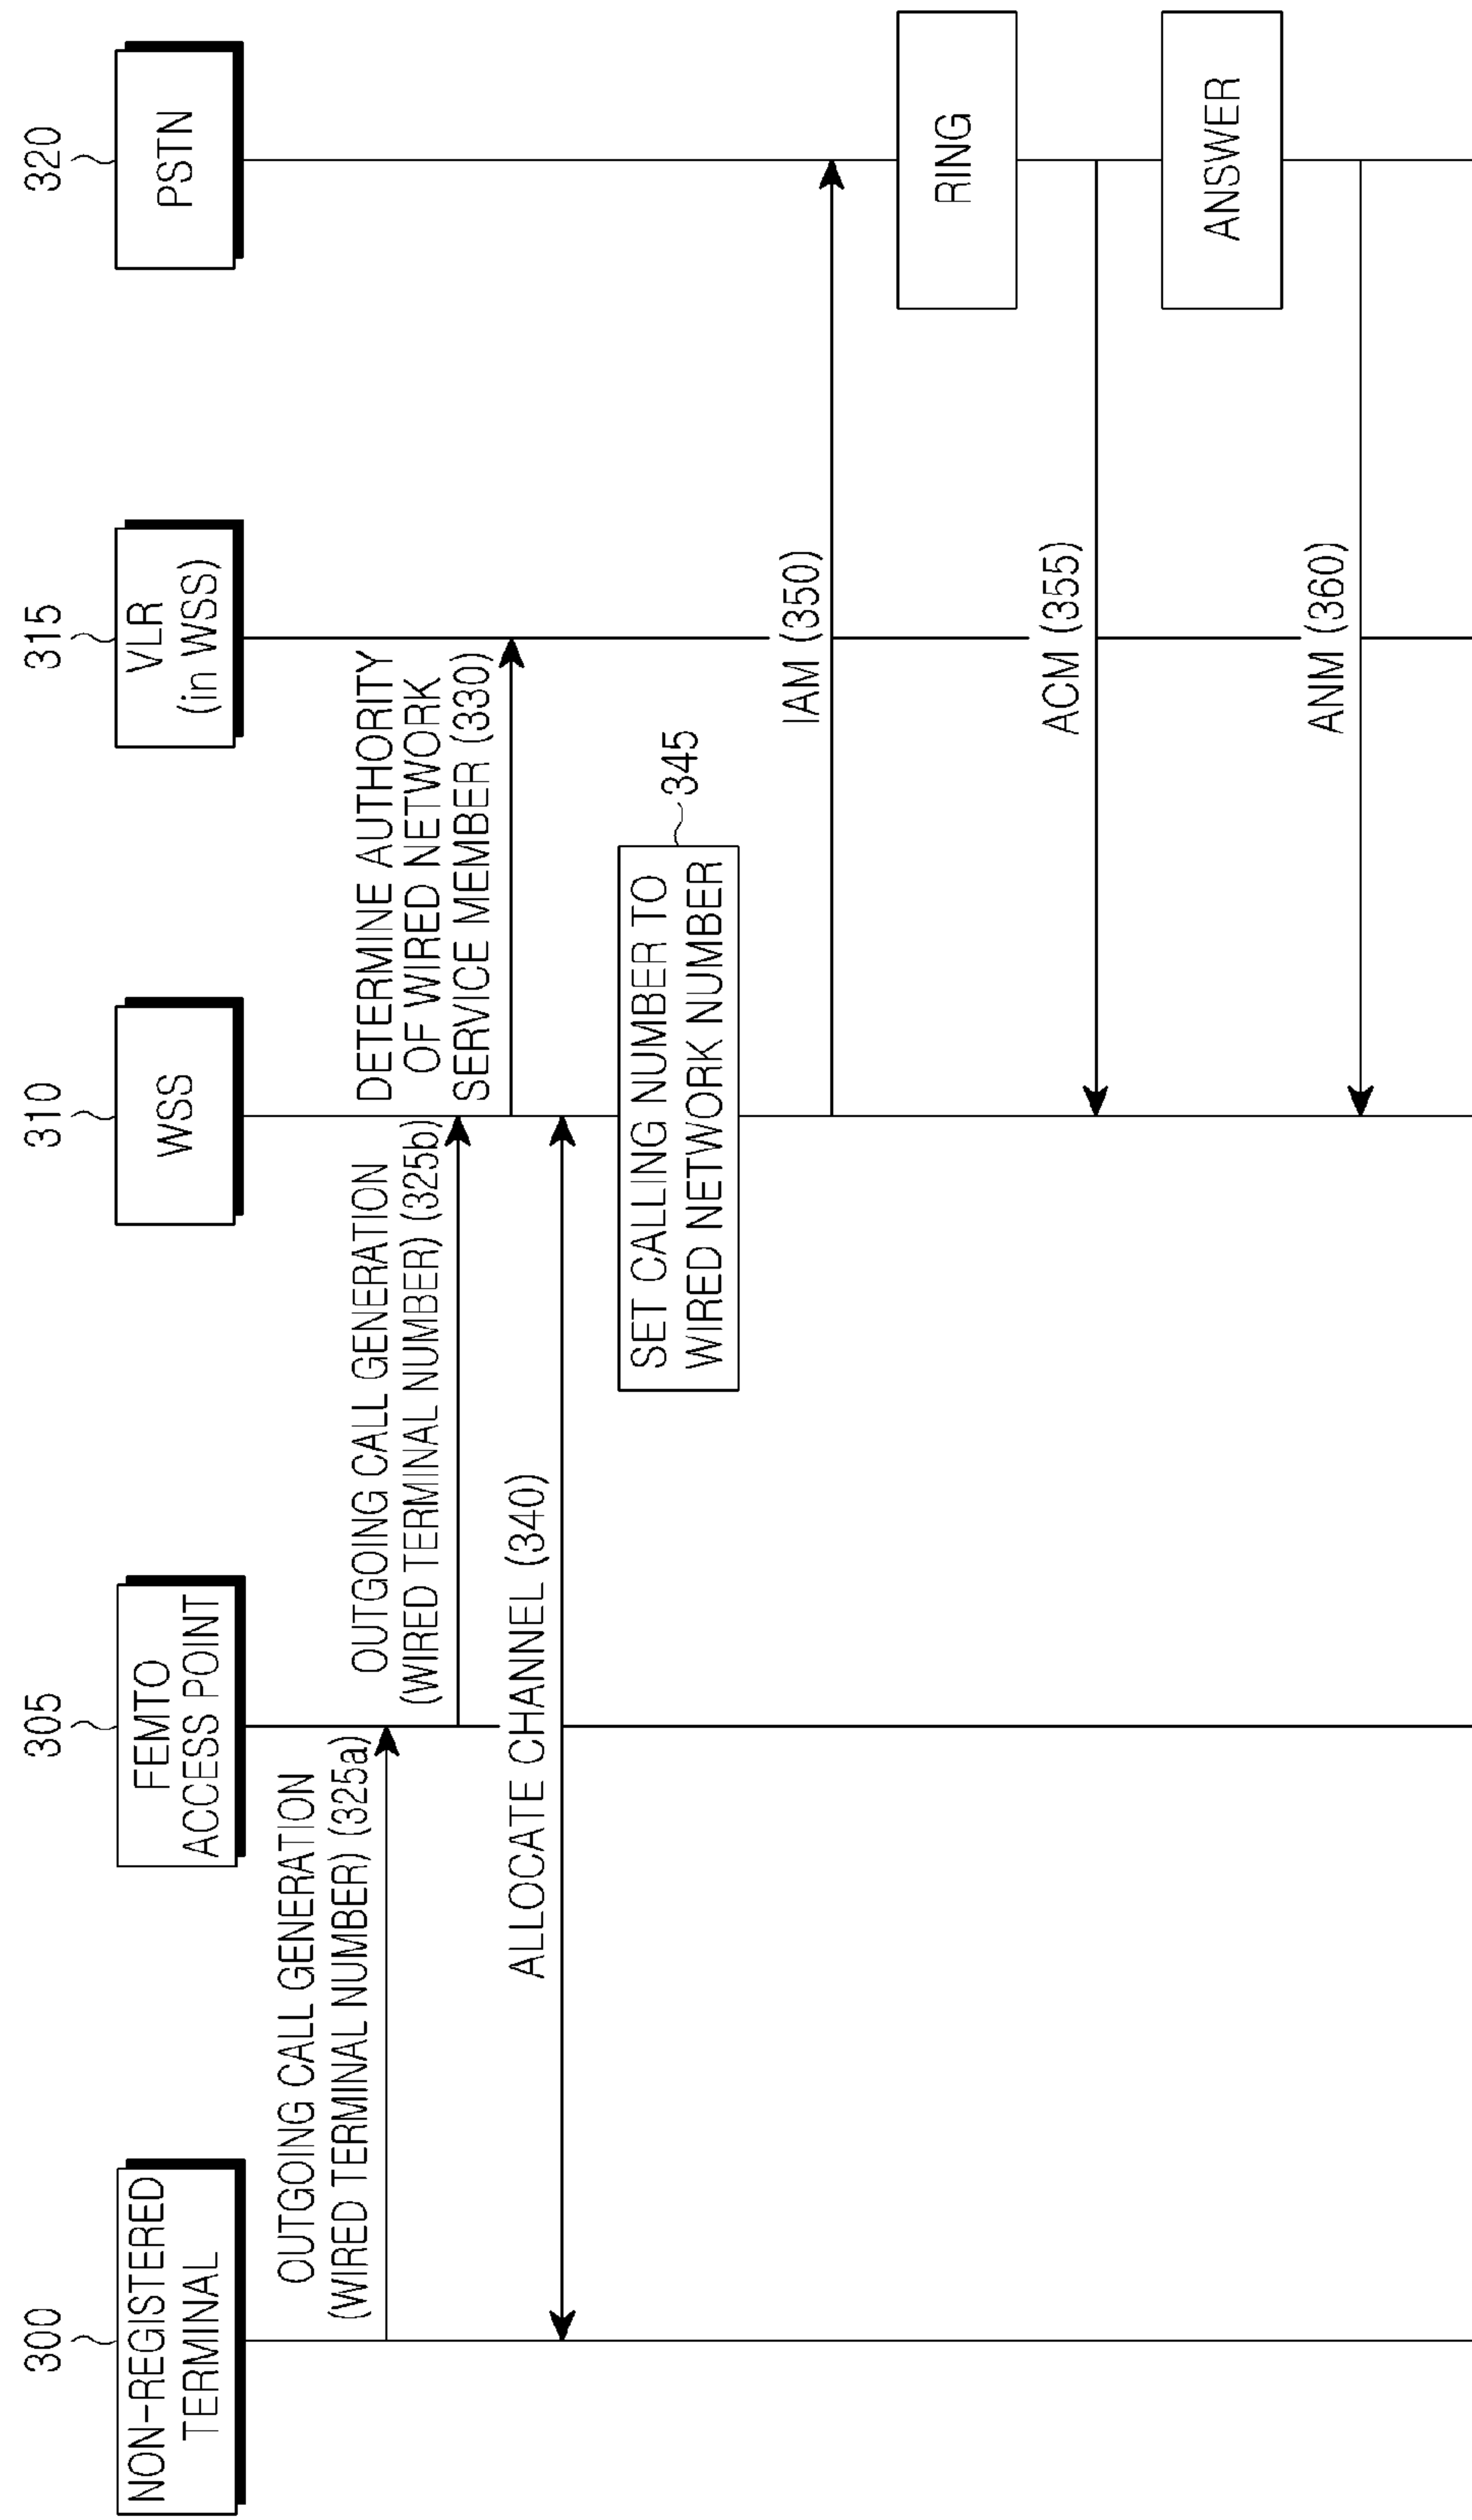 300
NON-REGISTERED
TERMINAL
305
FEMTO
ACCESS POINT
310
WSS
315
VLR
(in WSS)
320
PSTN
OUTGOING CALL GENERATION
(WIRED TERMINAL NUMBER) (325a)
OUTGOING CALL GENERATION
(WIRED TERMINAL NUMBER) (325b)
DETERMINE AUTHORITY
OF WIRED NETWORK
SERVICE MEMBER (330)
ALLOCATE CHANNEL (340)
SET CALLING NUMBER TO
WIRED NETWORK NUMBER
345
IAM (350)
RING
ACM (355)
ANSWER
ANM (360)